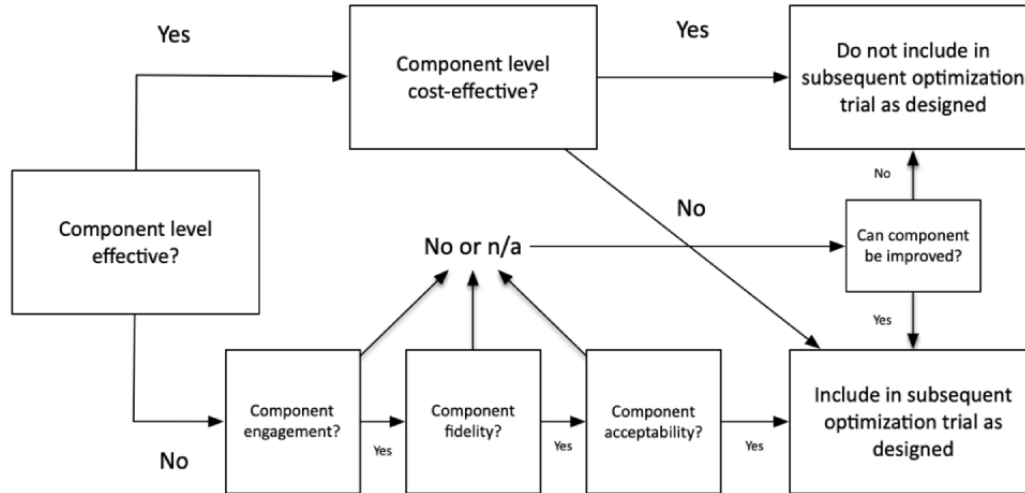 Yes
Component level
cost-effective?
Yes
Do not include in
subsequent optimization
trial as designed
Component level
effective?
No
No
No or n/a
Can component
be improved?
Yes
Component
engagement?
Yes
Component
fidelity?
Yes
Component
acceptability?
Yes
Include in subsequent
optimization trial as
designed
No